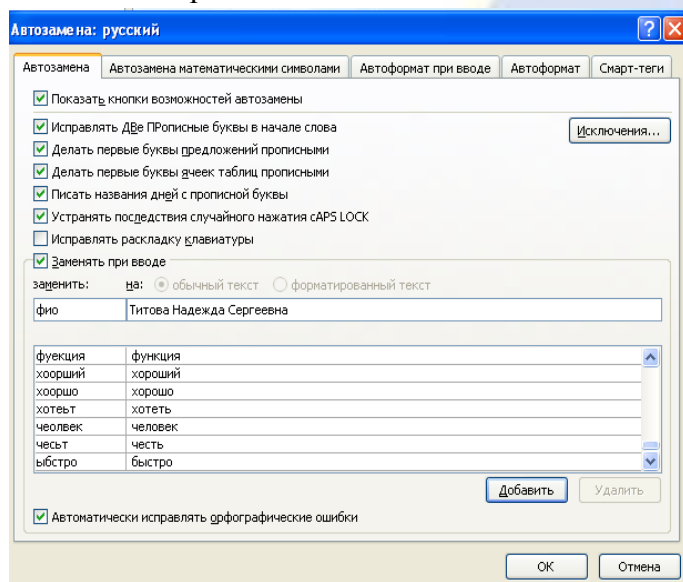 Автозамена: русский
Автозамена Автозамена математическими символами Автоформат при вводе Автоформат Смарт-теги
Показать кнопки возможностей автозамены
Исправлять ДВе ПРописные буквы в начале слова Исключения...
Делать первые буквы предложений прописными
Делать первые буквы ячеек таблиц прописными
Писать названия дней с прописной буквы
Устранять последствия случайного нажатия cAPS LOCK
Исправлять раскладку клавиатуры
Заменять при вводе
заменить: на: обычный текст форматированный текст
фио Титова Надежда Сергеевна
фуекция функция
хоорший хороший
хооршо хорошо
хотеьт хотеть
чеолвек человек
чесьт честь
ыбстро быстро
Добавить Удалить
Автоматически исправлять орфографические ошибки
ОК Отмена